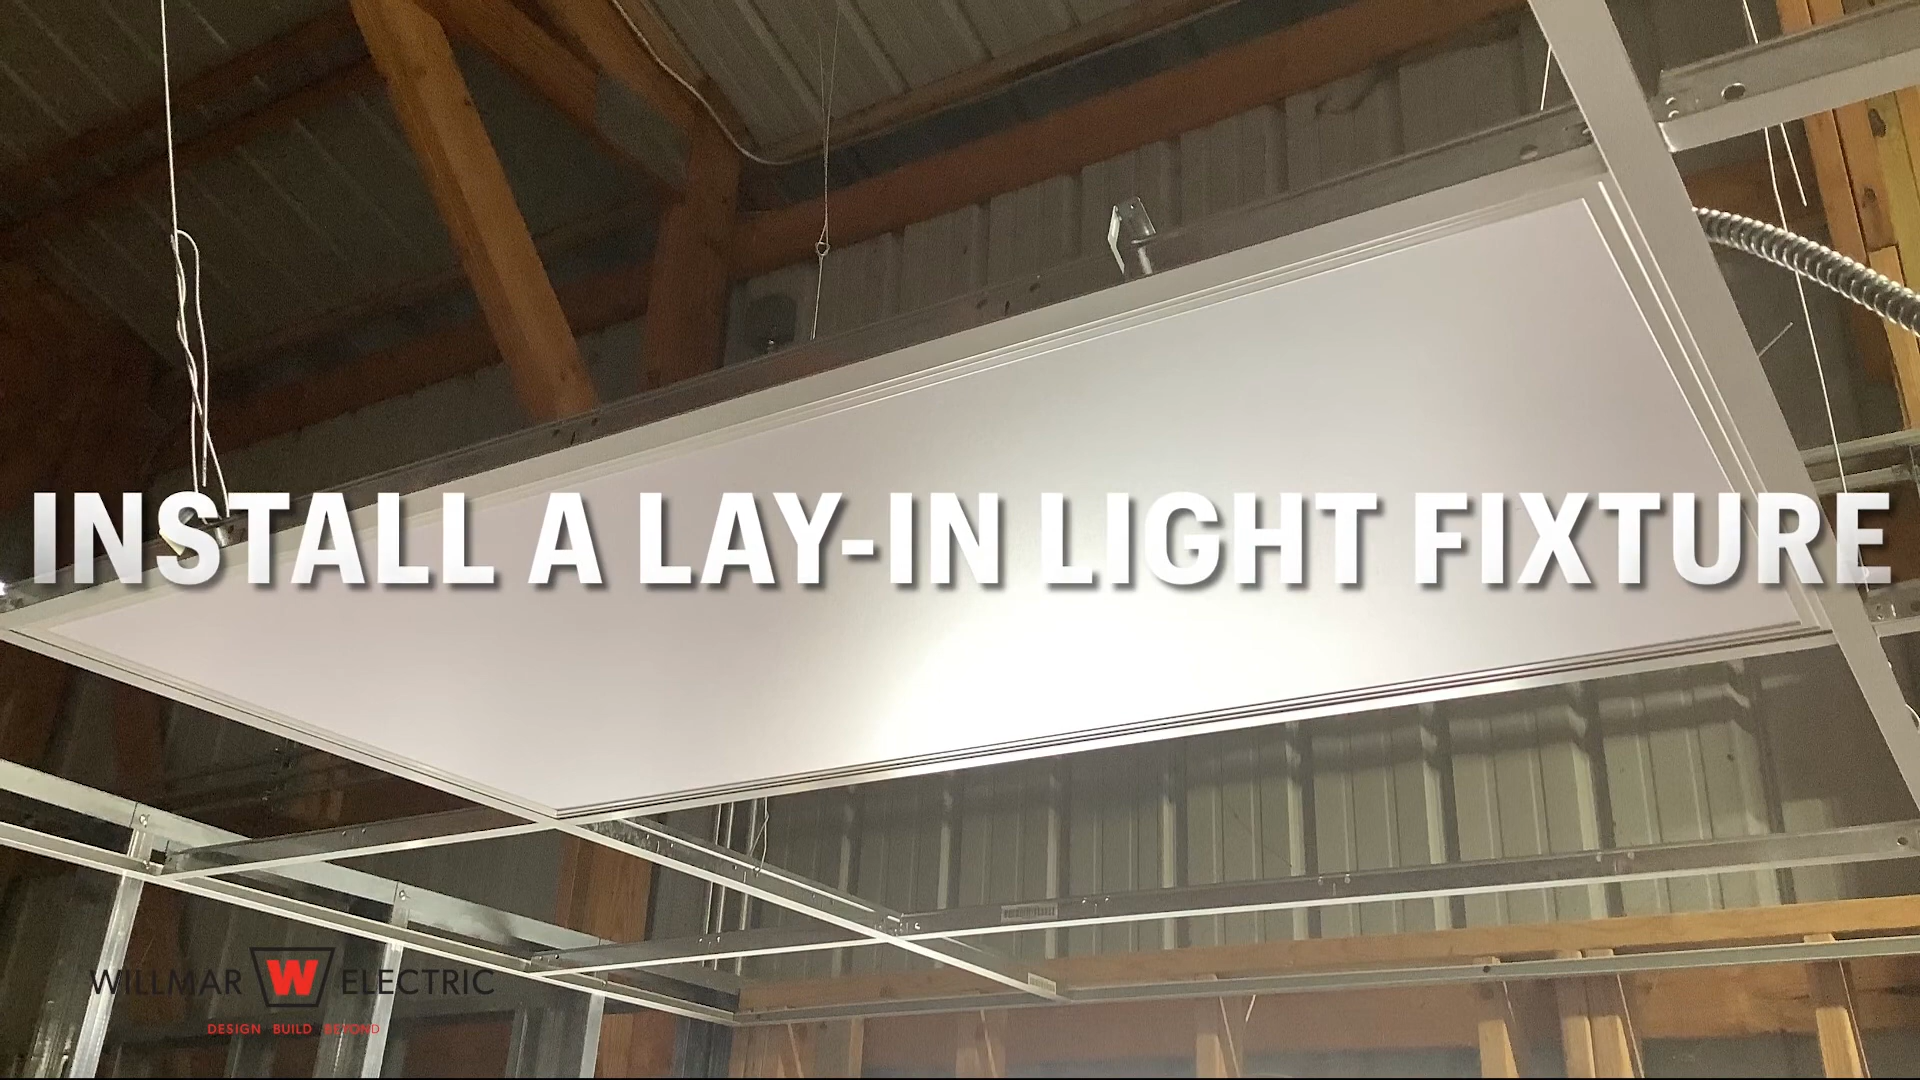 INSTALL A LAY-IN LIGHT FIXTURE
WILLMAR W ELECTRIC
DESIGN BUILD BEYOND